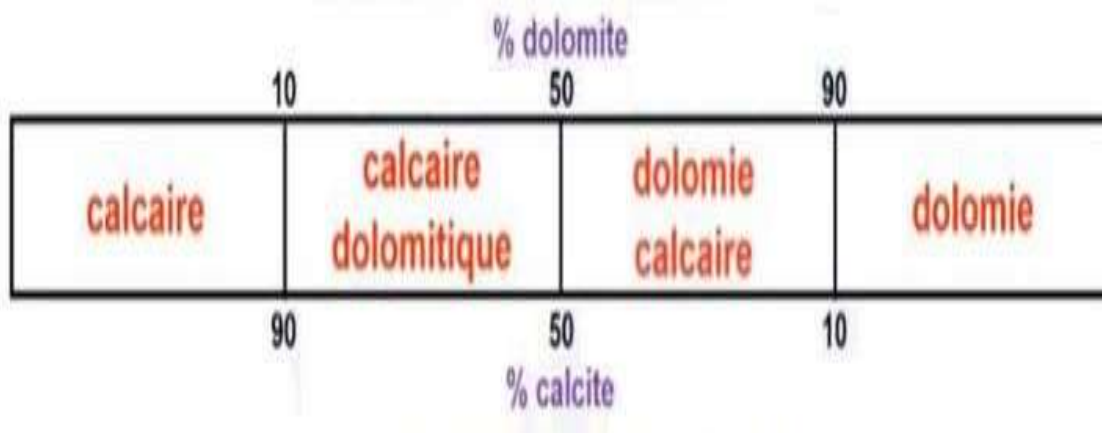 % dolomite
10 50 90
calcaire
calcaire
dolomitique
dolomie
calcaire
dolomie
90 50 10
% calcite